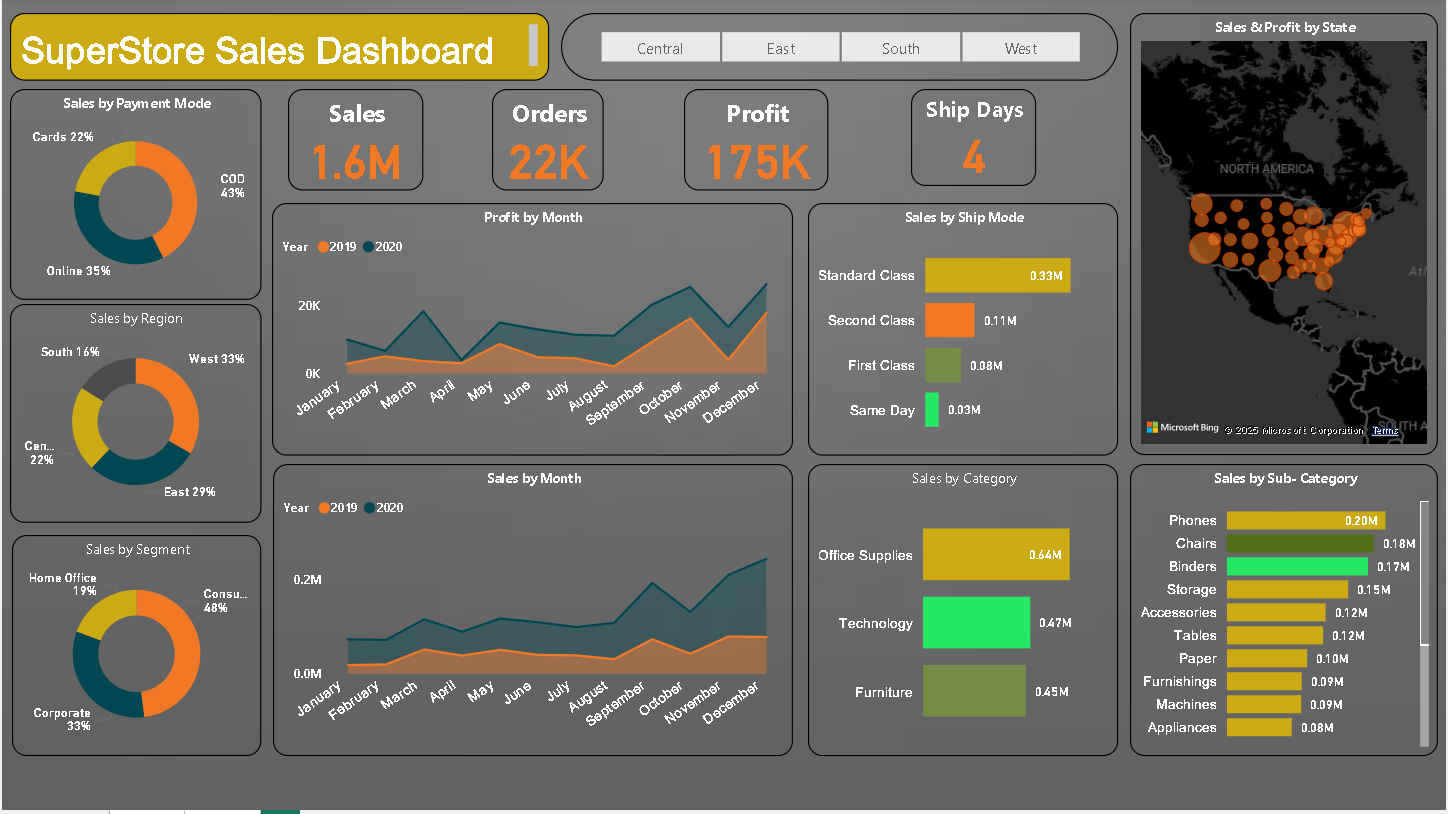 SuperStore Sales Dashboard
Central
East
South
West
Sales & Profit by State
NORTH AMERICA
Atl
SOUTH A
Microsoft Bing
© 2025 Microsoft Corporation
Terms
Sales by Payment Mode
Cards 22%
COD
43%
Online 35%
Sales
1.6M
Orders
22K
Profit
175K
Ship Days
4
Profit by Month
Year
2019
2020
20K
0K
January
February
March
April
May
June
July
August
September
October
November
December
Sales by Ship Mode
Standard Class
0.33M
Second Class
0.11M
First Class
0.08M
Same Day
0.03M
Sales by Region
South 16%
West 33%
Cen...
22%
East 29%
Sales by Month
Year
2019
2020
0.2M
0.0M
January
February
March
April
May
June
July
August
September
October
November
December
Sales by Category
Office Supplies
0.64M
Technology
0.47M
Furniture
0.45M
Sales by Sub- Category
Phones
0.20M
Chairs
0.18M
Binders
0.17M
Storage
0.15M
Accessories
0.12M
Tables
0.12M
Paper
0.10M
Furnishings
0.09M
Machines
0.09M
Appliances
0.08M
Sales by Segment
Home Office
19%
Consu...
48%
Corporate
33%